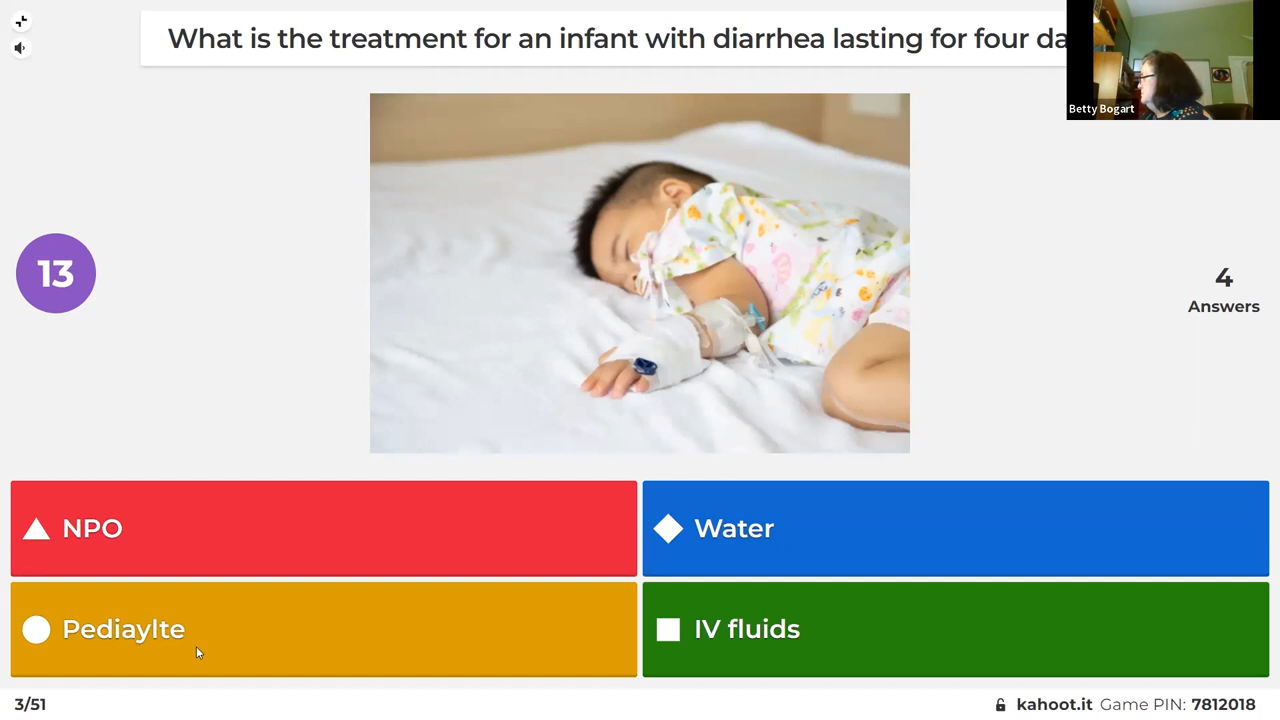 What is the treatment for an infant with diarrhea lasting for four da
Betty Bogart
13
4
Answers
NPO
Water
Pediaylte
IV fluids
3/51
kahoot.it Game PIN: 7812018